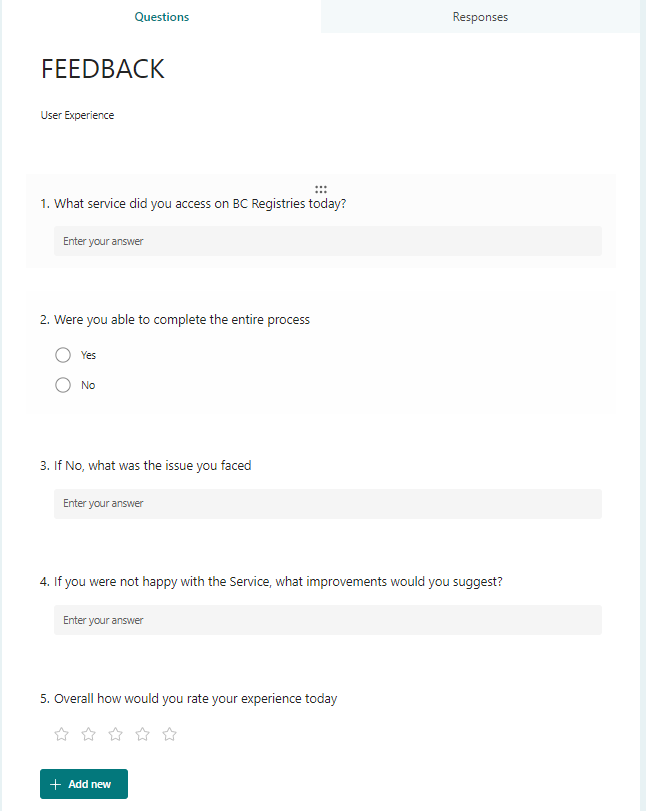 Questions
Responses
FEEDBACK
User Experience
1. What service did you access on BC Registries today?
Enter your answer
2. Were you able to complete the entire process
Yes
No
3. If No, what was the issue you faced
Enter your answer
4. If you were not happy with the Service, what improvements would you suggest?
Enter your answer
5. Overall how would you rate your experience today
+ Add new